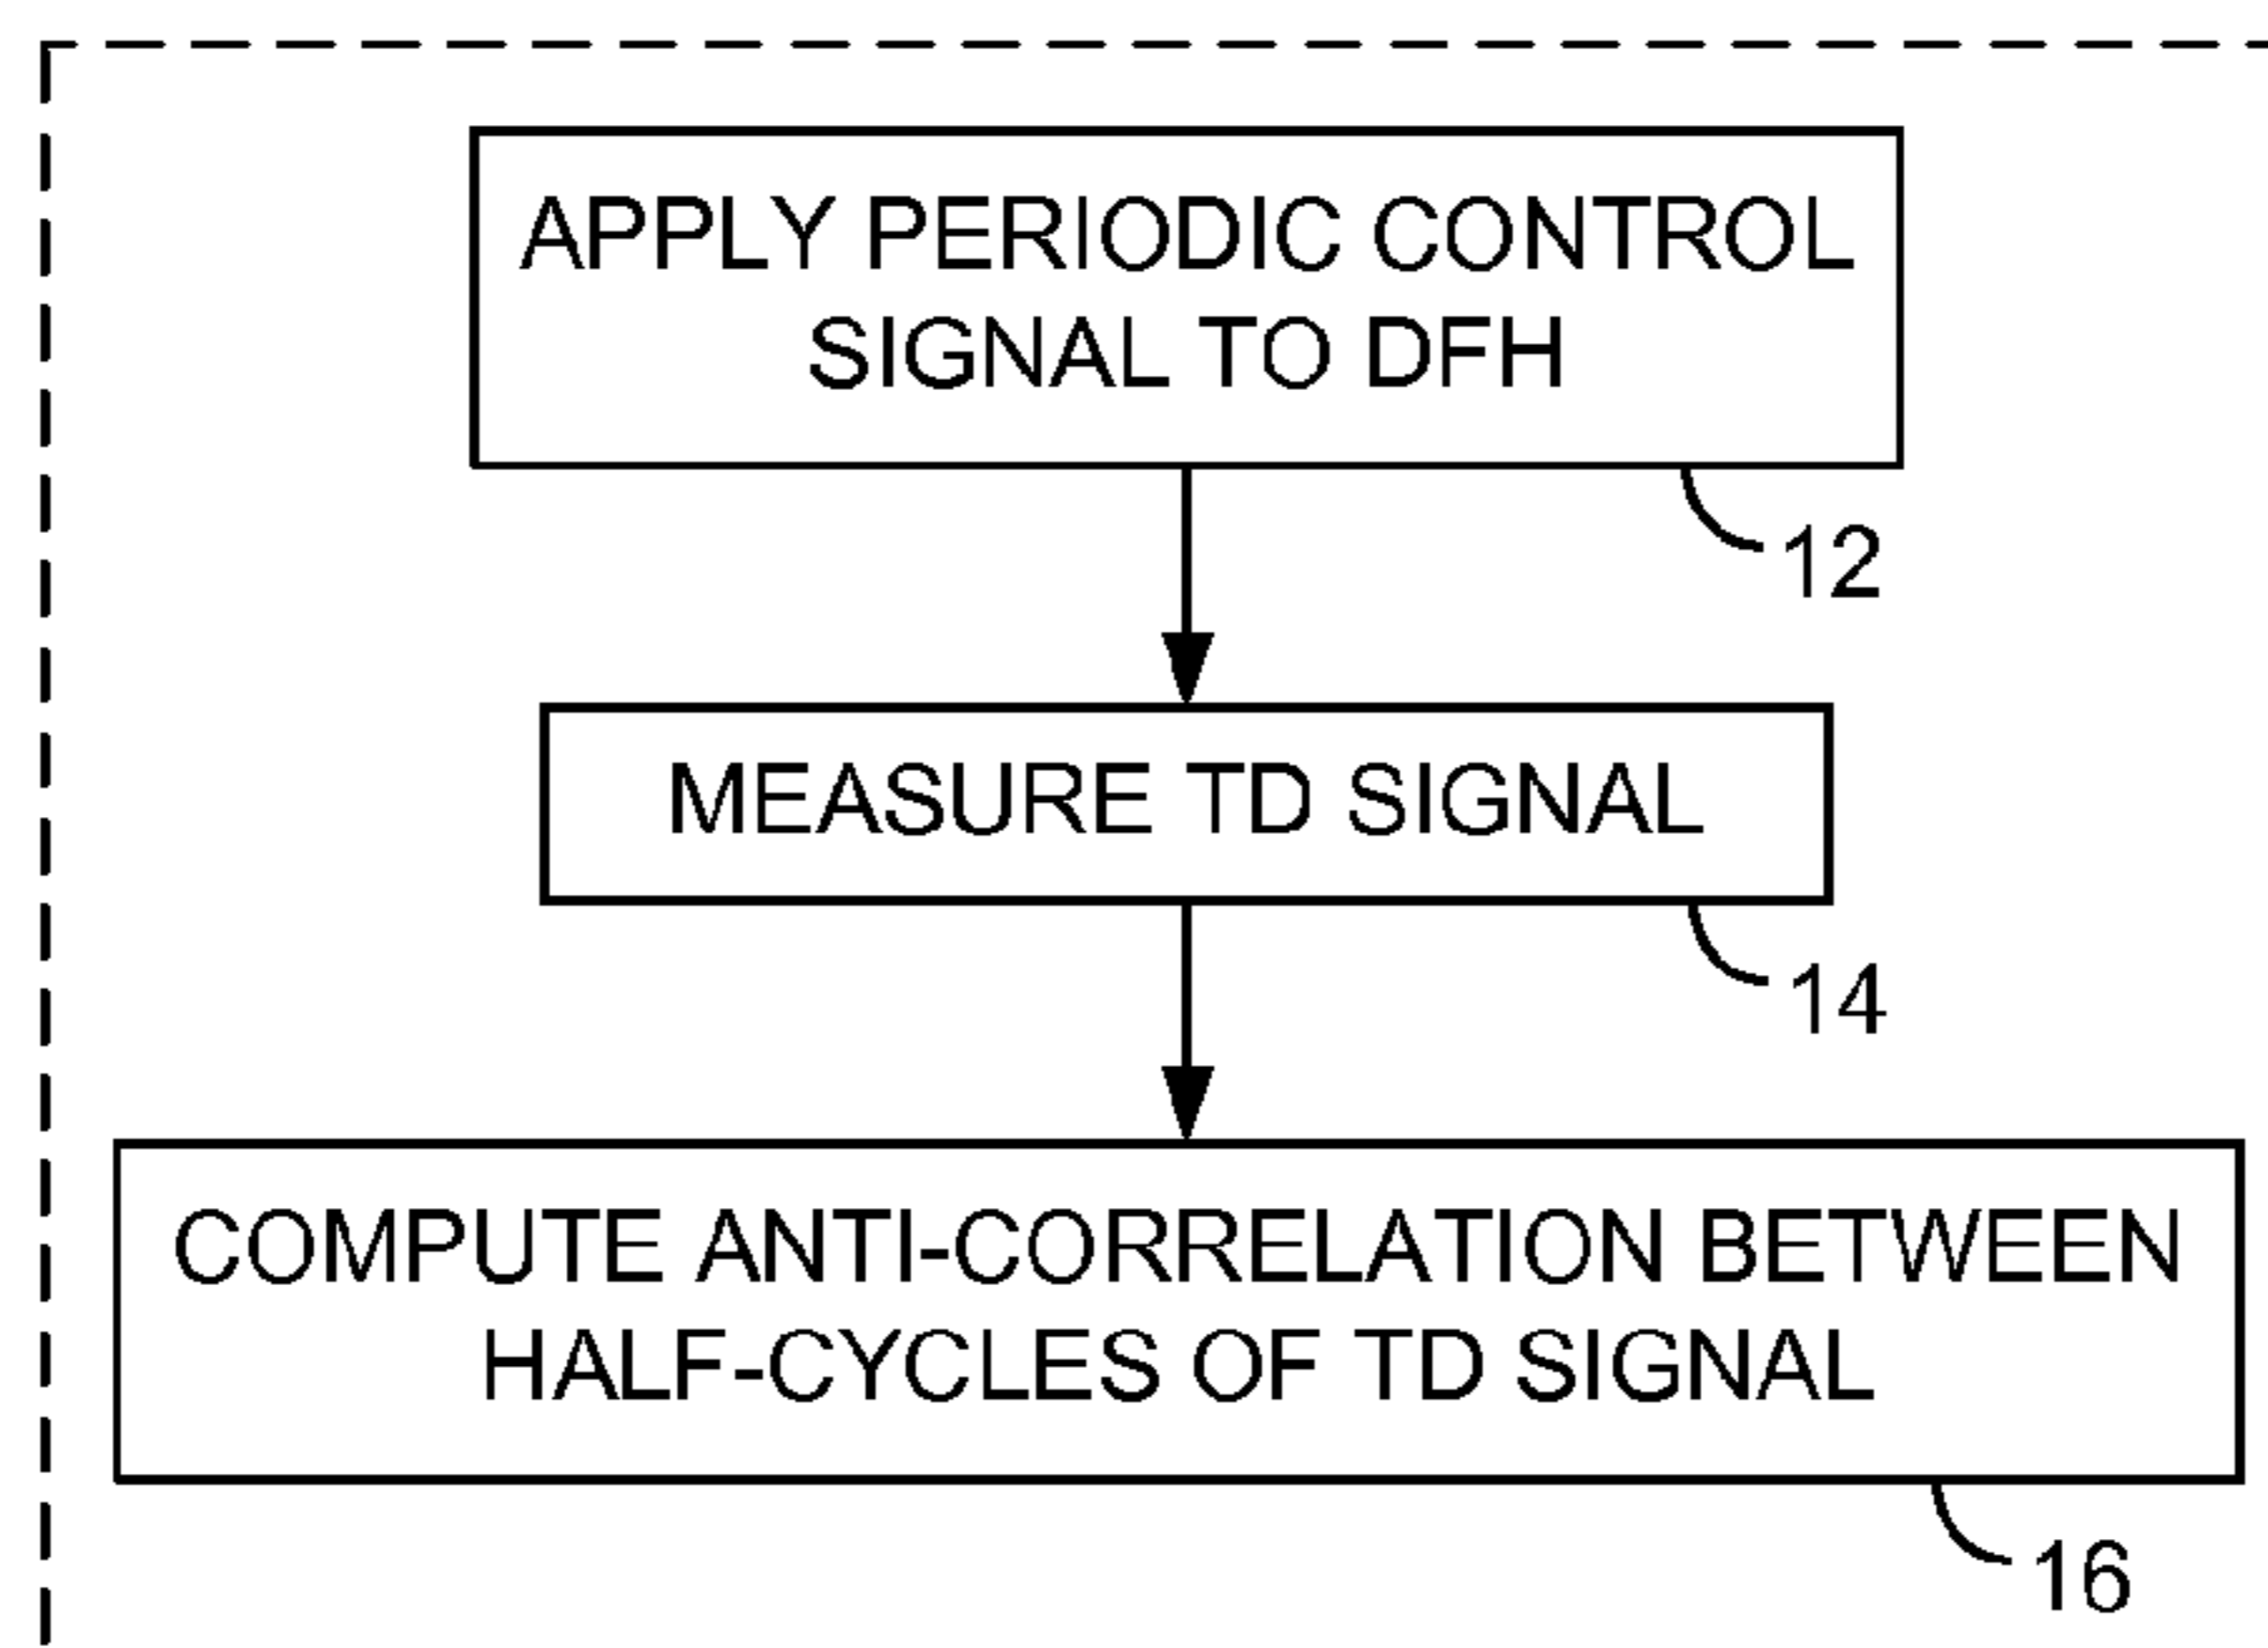 APPLY PERIODIC CONTROL
SIGNAL TO DFH
12
MEASURE TD SIGNAL
14
COMPUTE ANTI-CORRELATION BETWEEN
HALF-CYCLES OF TD SIGNAL
16